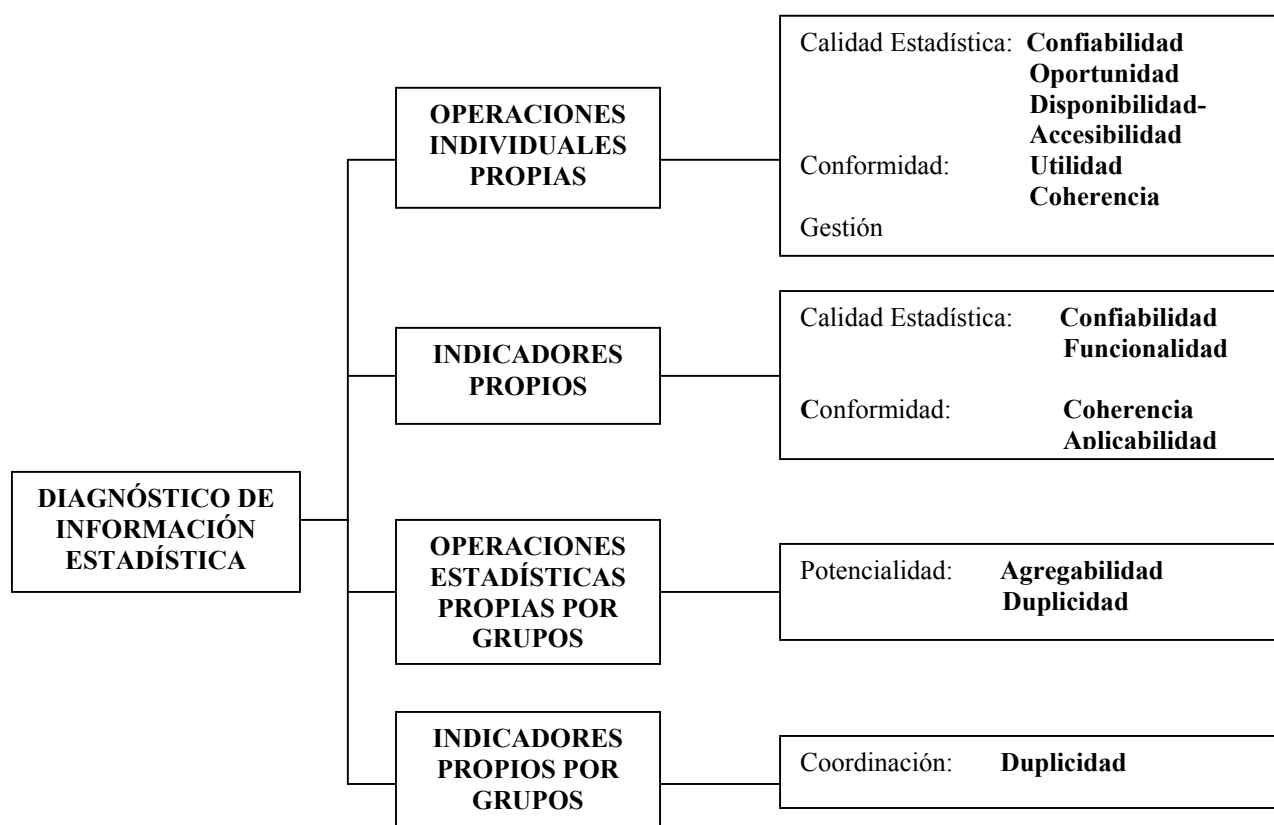 Calidad Estadística: Confiabilidad
Oportunidad
Disponibilidad-
Accesibilidad
Conformidad: Utilidad
Coherencia
Gestión
OPERACIONES
INDIVIDUALES
PROPIAS
Calidad Estadística: Confiabilidad
Funcionalidad
Conformidad: Coherencia
Aplicabilidad
INDICADORES
PROPIOS
DIAGNÓSTICO DE
INFORMACIÓN
ESTADÍSTICA
OPERACIONES
ESTADÍSTICAS
PROPIAS POR
GRUPOS
Potencialidad: Agregabilidad
Duplicidad
INDICADORES
PROPIOS POR
GRUPOS
Coordinación: Duplicidad